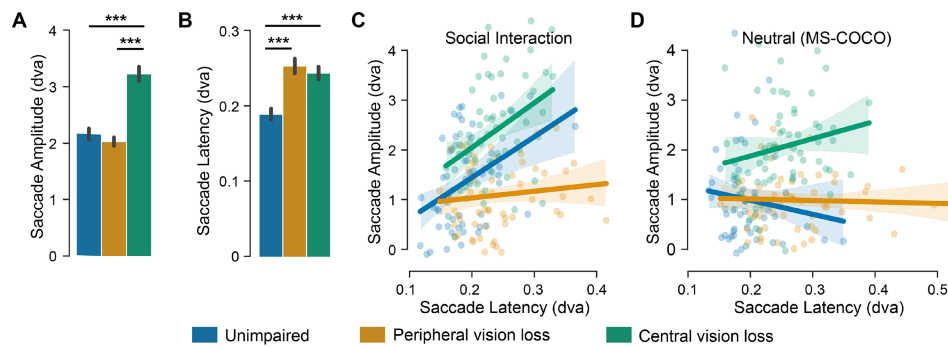 A
B
C
D
***
***
***
***
Social Interaction
Neutral (MS-COCO)
Saccade Amplitude (dva)
4
3
2
1
0
Saccade Latency (dva)
0.3
0.2
0.1
0
Saccade Amplitude (dva)
4
3
2
1
0
0.1
0.2
0.3
0.4
Saccade Latency (dva)
Saccade Amplitude (dva)
4
3
2
1
0
0.1
0.2
0.3
0.4
0.5
Saccade Latency (dva)
Unimpaired
Peripheral vision loss
Central vision loss